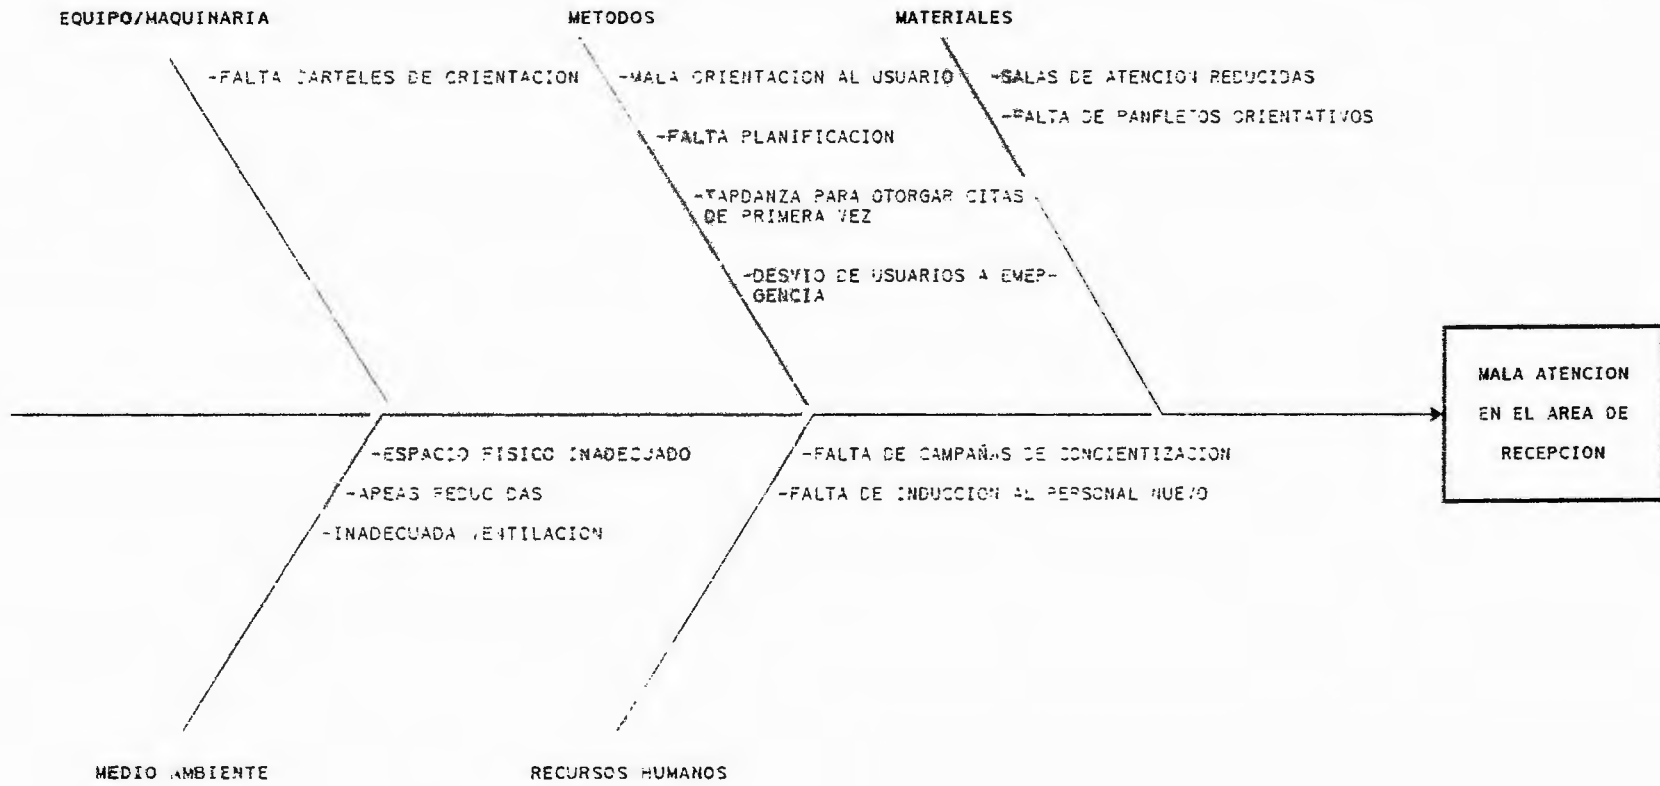 EQUIPO/MAQUINARIA
METODOS
MATERIALES
-FALTA CARTELES DE ORIENTACION
-MALA ORIENTACION AL USUARIO
-SALAS DE ATENCION REDUCIDAS
-FALTA DE PANFLETOS ORIENTATIVOS
-FALTA PLANIFICACION
-TARDANZA PARA OTORGAR CITAS
DE PRIMERA VEZ
-DESVIO DE USUARIOS A EMER-
GENCIA
MALA ATENCION
EN EL AREA DE
RECEPCION
-ESPACIO FISICO INADECUADO
-AREAS REDUCIDAS
-INADECUADA VENTILACION
-FALTA DE CAMPAÑAS DE CONCIENTIZACION
-FALTA DE INDUCCION AL PERSONAL NUEVO
MEDIO AMBIENTE
RECURSOS HUMANOS